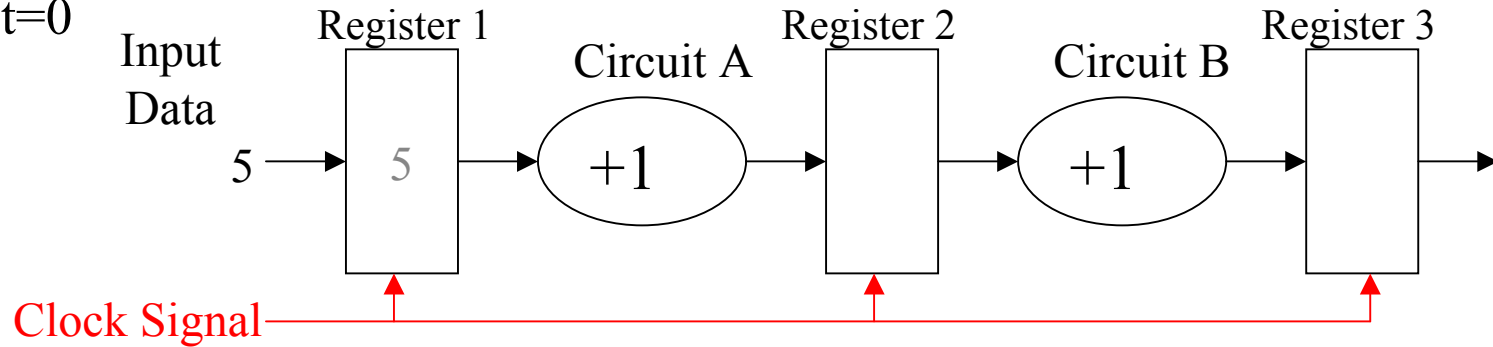 t=0
Input
Data
Register 1
Circuit A
Register 2
Circuit B
Register 3
5
5
+1
+1
Clock Signal